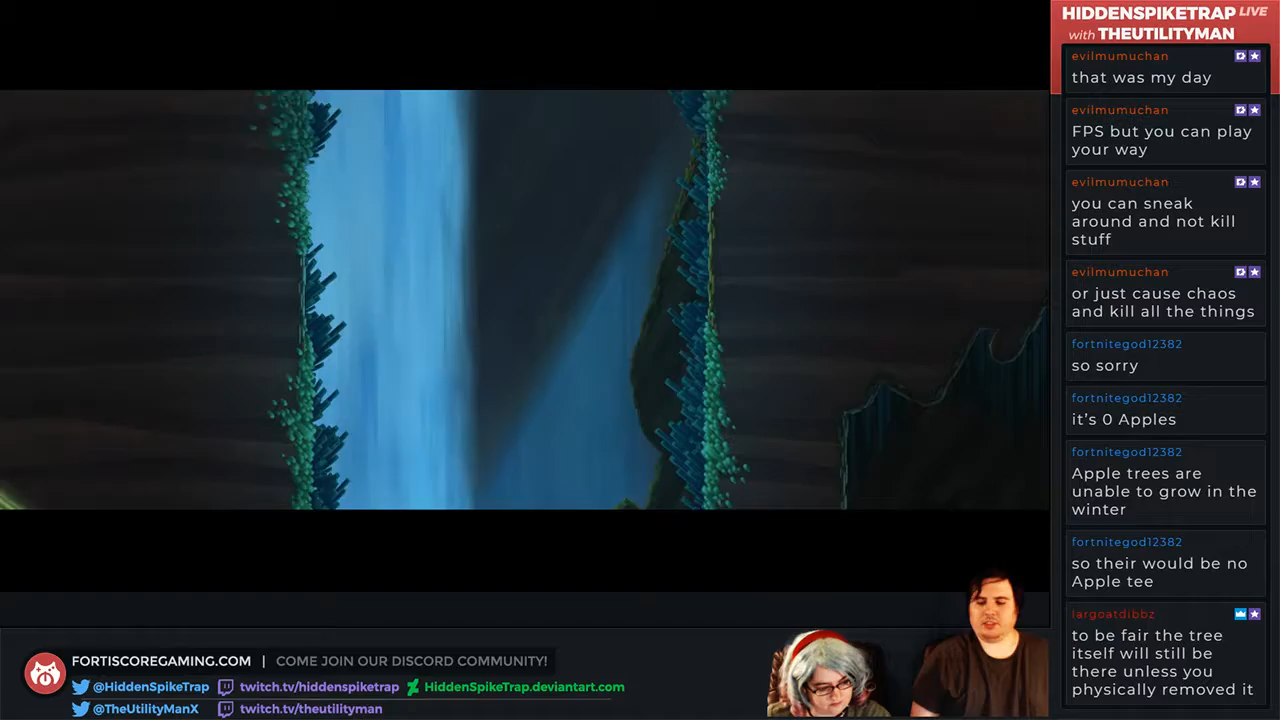 HIDDENSPIKETRAP LIVE
with THEUTILITYMAN
evilmumuchan
that was my day
evilmumuchan
FPS but you can play
your way
evilmumuchan
you can sneak
around and not kill
stuff
evilmumuchan
or just cause chaos
and kill all the things
fortnitegod12382
so sorry
fortnitegod12382
it's 0 Apples
fortnitegod12382
Apple trees are
unable to grow in the
winter
fortnitegod12382
so their would be no
Apple tee
largoatdibbz
to be fair the tree
itself will still be
there unless you
physically removed it
FORTISCOREGAMING.COM | COME JOIN OUR DISCORD COMMUNITY!
@HiddenSpikeTrap twitch.tv/hiddenspiketrap HiddenSpikeTrap.deviantart.com
@TheUtilityManX twitch.tv/theutilityman